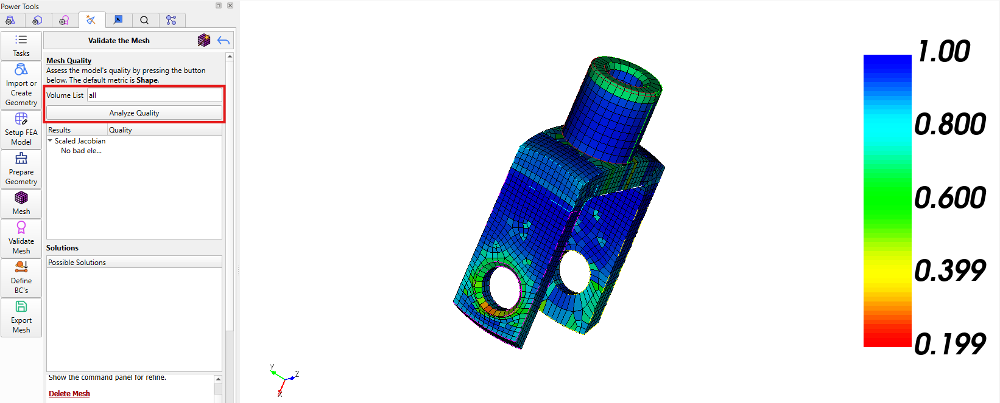 Power Tools
Tasks
Import or
Create
Geometry
Setup FEA
Model
Prepare
Geometry
Mesh
Validate
Mesh
Define
BC's
Export
Mesh
Validate the Mesh
Mesh Quality
Assess the model's quality by pressing the button
below. The default metric is Shape.
Volume List all
Analyze Quality
Results Quality
Scaled Jacobian
No bad ele...
Solutions
Possible Solutions
Show the command panel for refine.
Delete Mesh
Y
Z
X
1.00
0.800
0.600
0.399
0.199